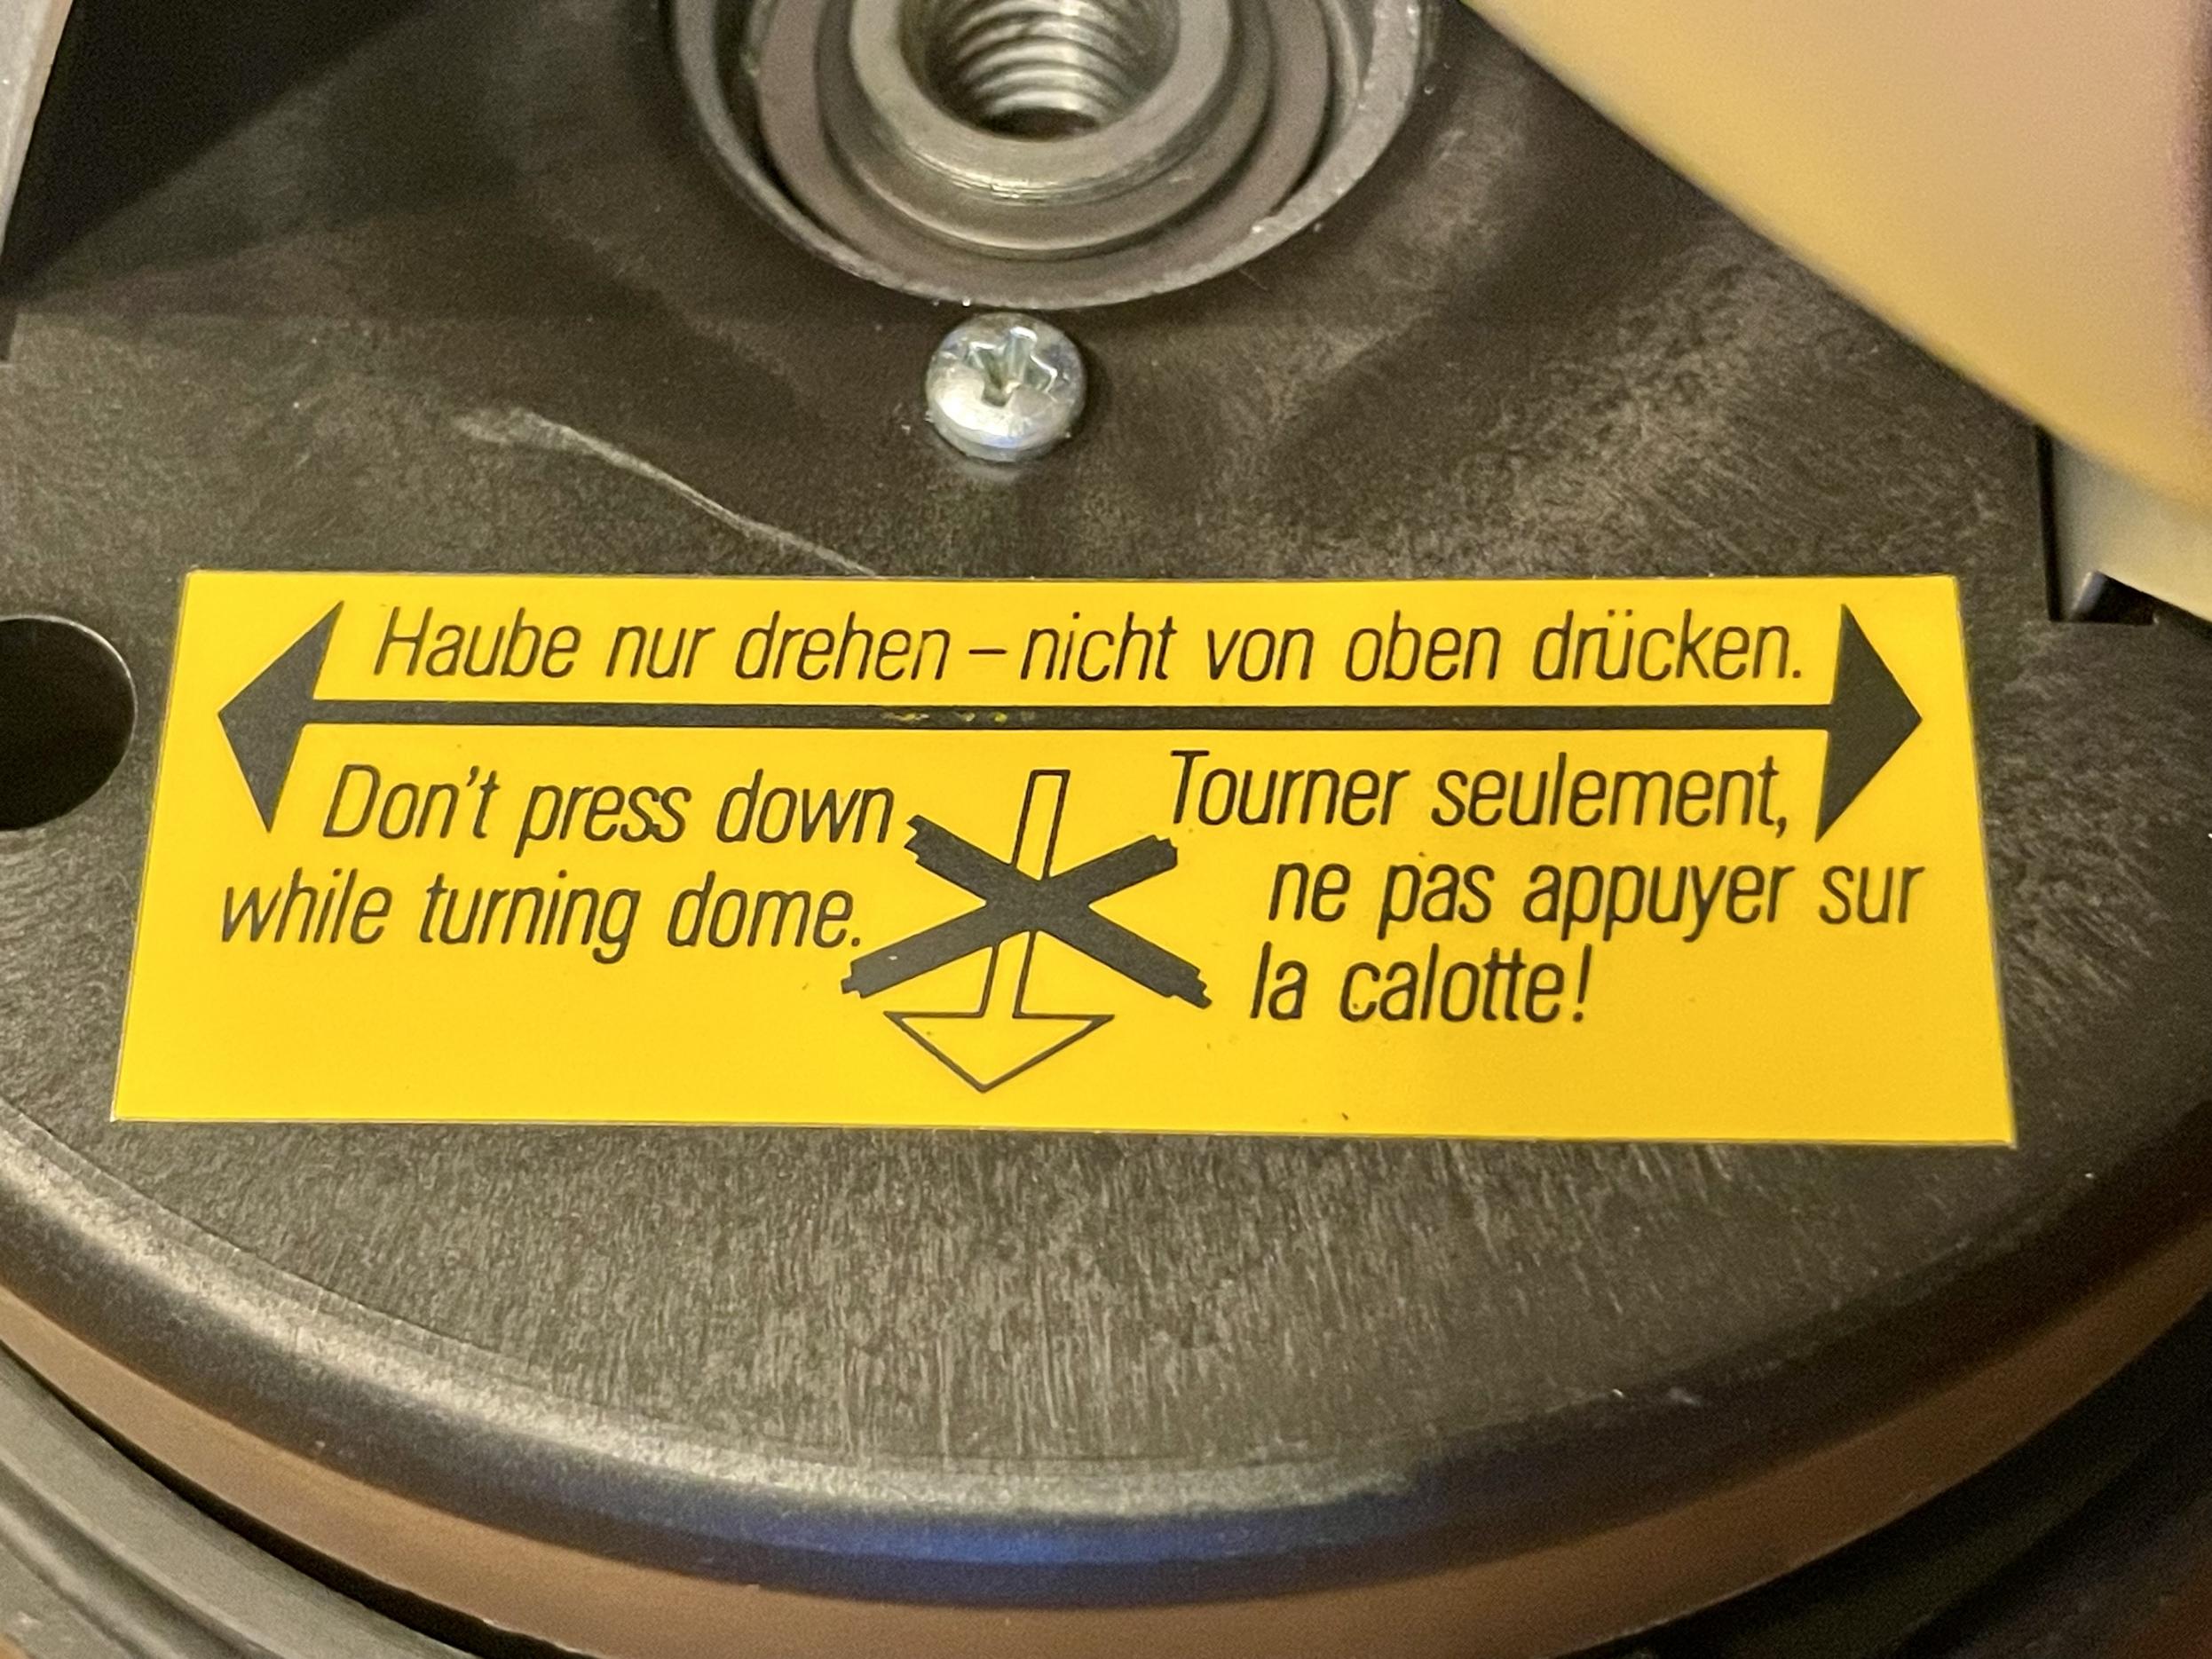 Haube nur drehen – nicht von oben drücken.
Don't press down
while turning dome.
Tourner seulement,
ne pas appuyer sur
la calotte!